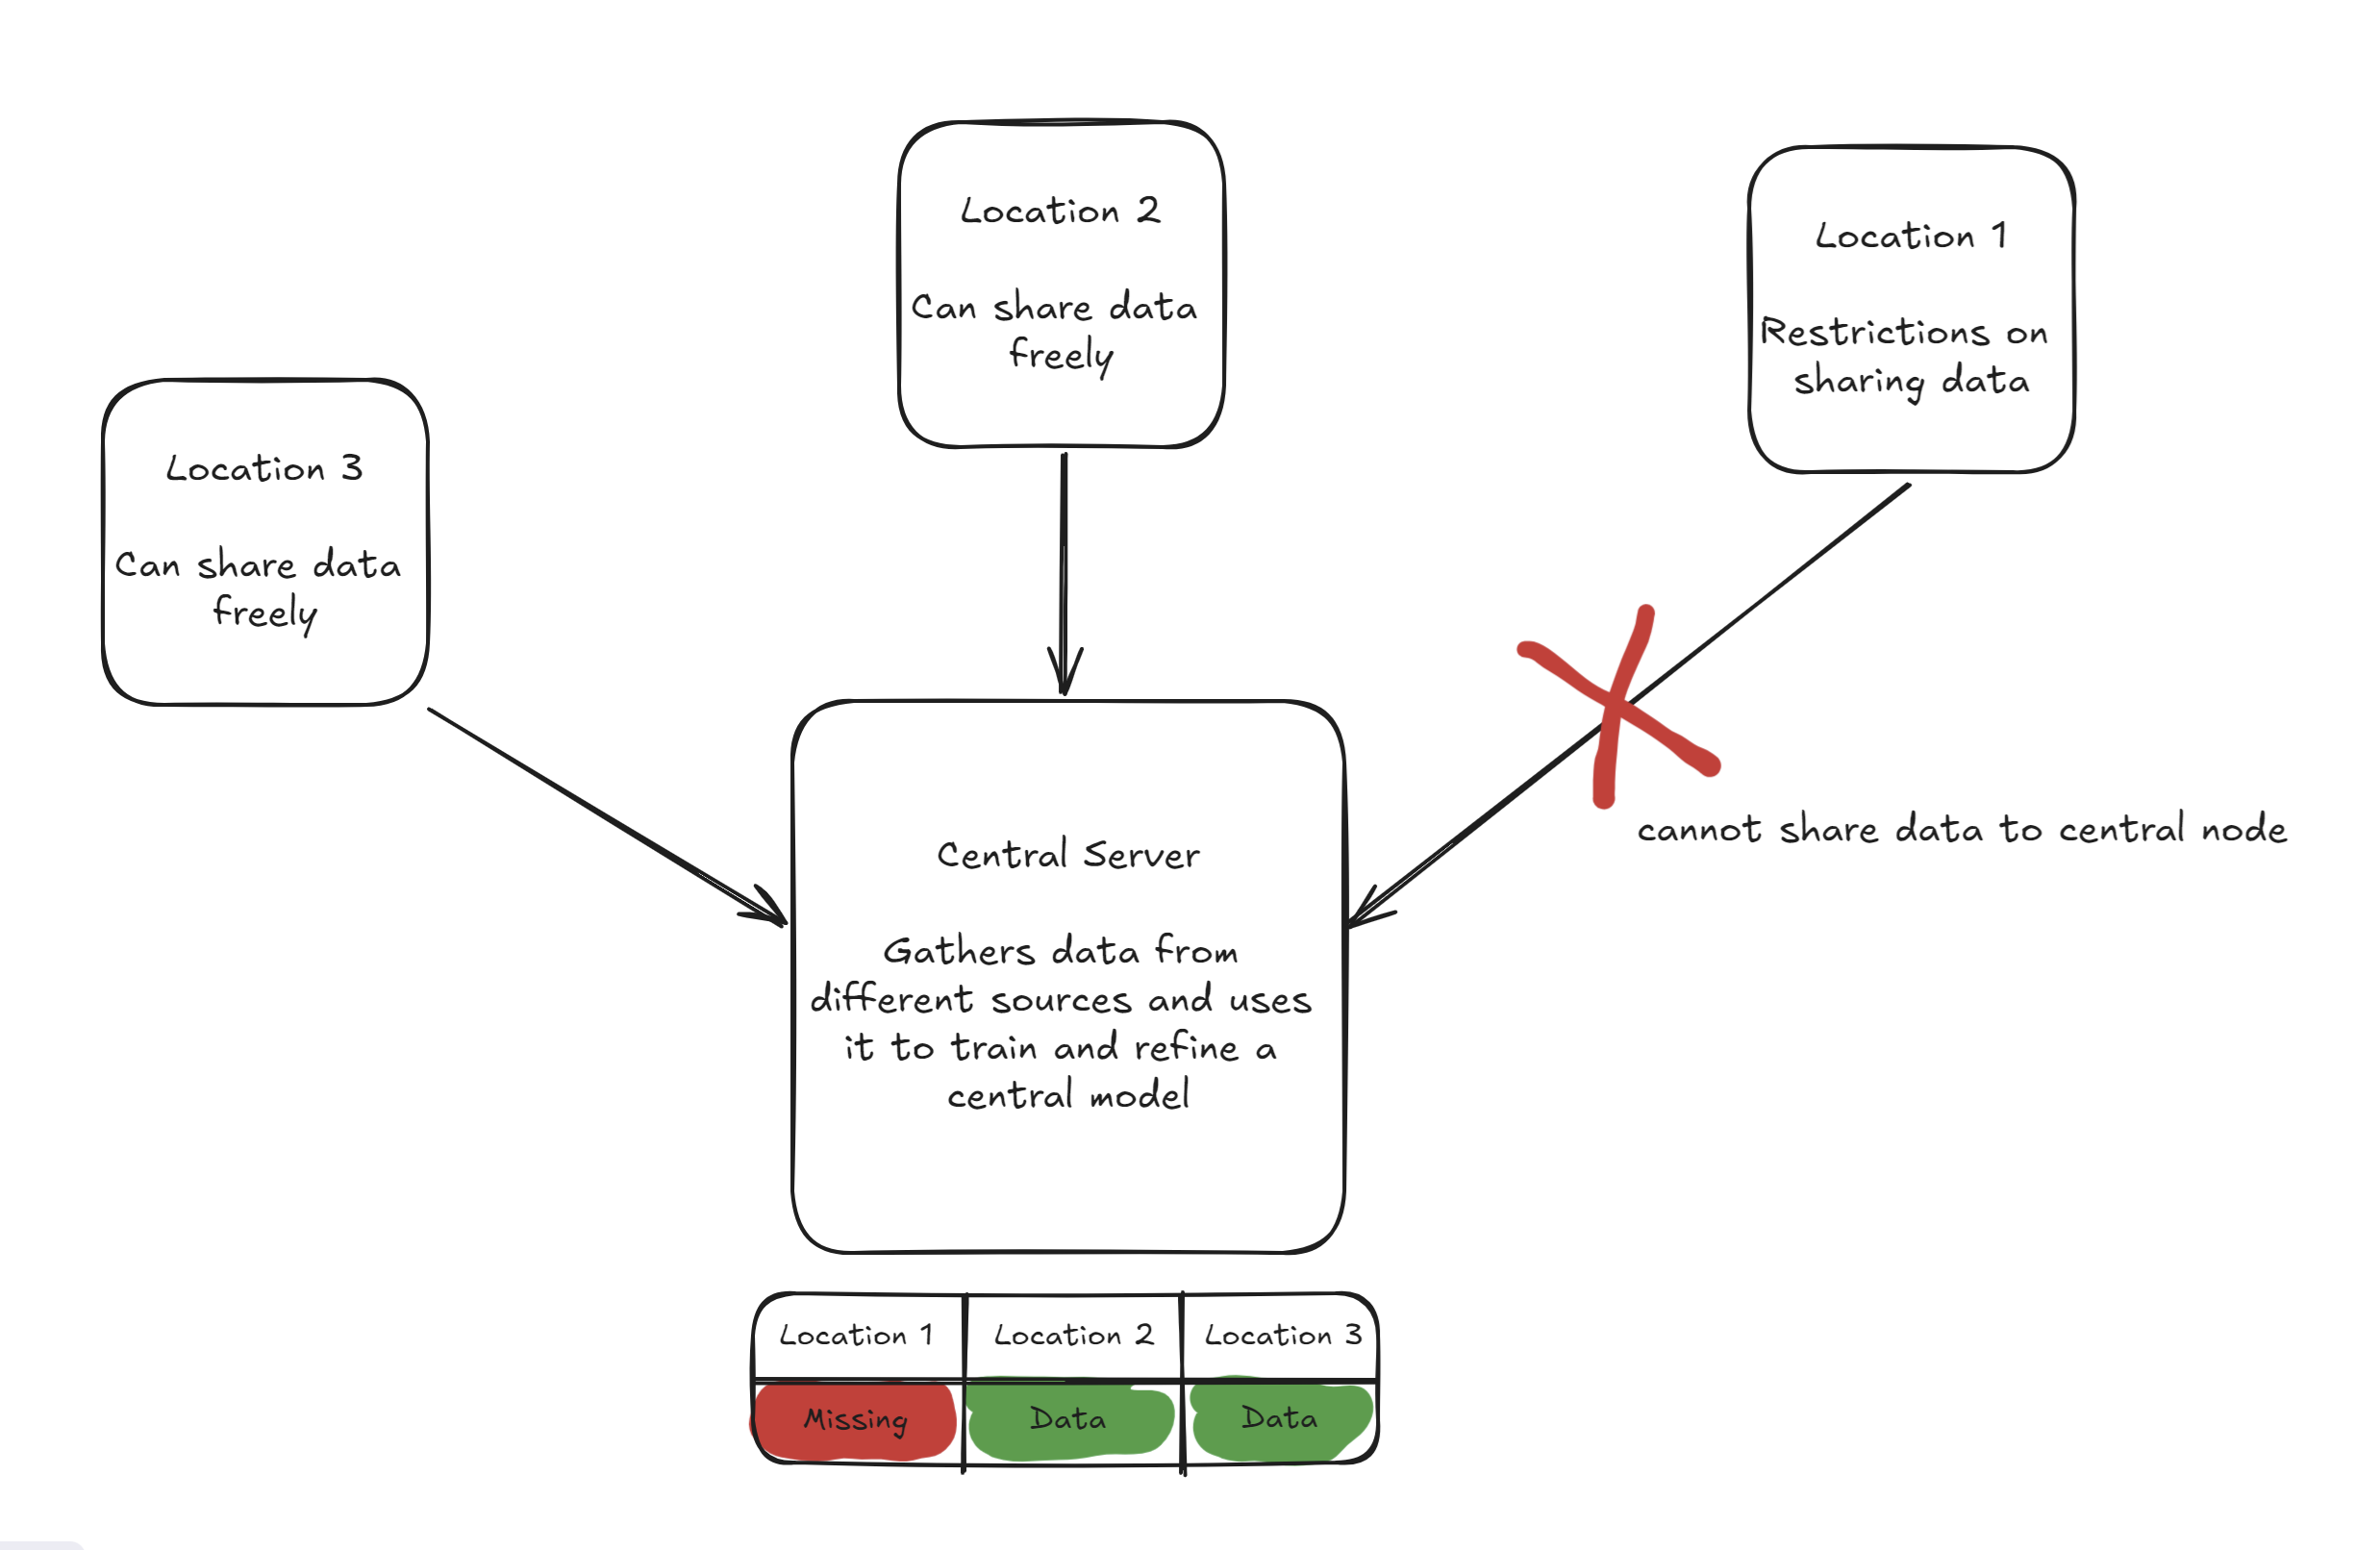 Location 2
Can share data
freely
Location 1
Restrictions on
sharing data
Location 3
Can share data
freely
cannot share data to central node
Central Server
Gathers data from
different sources and uses
it to train and refine a
central model
Location 1
Location 2
Location 3
Missing
Data
Data